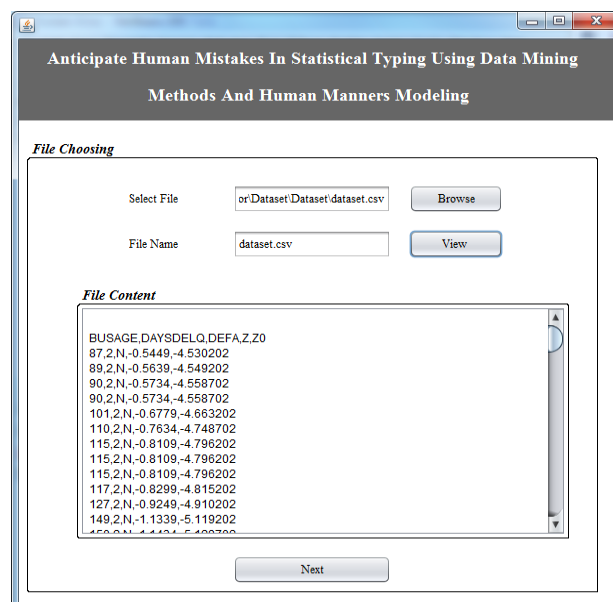 Anticipate Human Mistakes In Statistical Typing Using Data Mining
Methods And Human Manners Modeling
File Choosing
Select File
or\Dataset\Dataset\dataset.csv
Browse
File Name
dataset.csv
View
File Content
BUSAGE,DAYSDELQ,DEFA,Z,Z0
87,2,N,-0.5449,-4.530202
89,2,N,-0.5639,-4.549202
90,2,N,-0.5734,-4.558702
90,2,N,-0.5734,-4.558702
101,2,N,-0.6779,-4.663202
110,2,N,-0.7634,-4.748702
115,2,N,-0.8109,-4.796202
115,2,N,-0.8109,-4.796202
115,2,N,-0.8109,-4.796202
117,2,N,-0.8299,-4.815202
127,2,N,-0.9249,-4.910202
149,2,N,-1.1339,-5.119202
Next